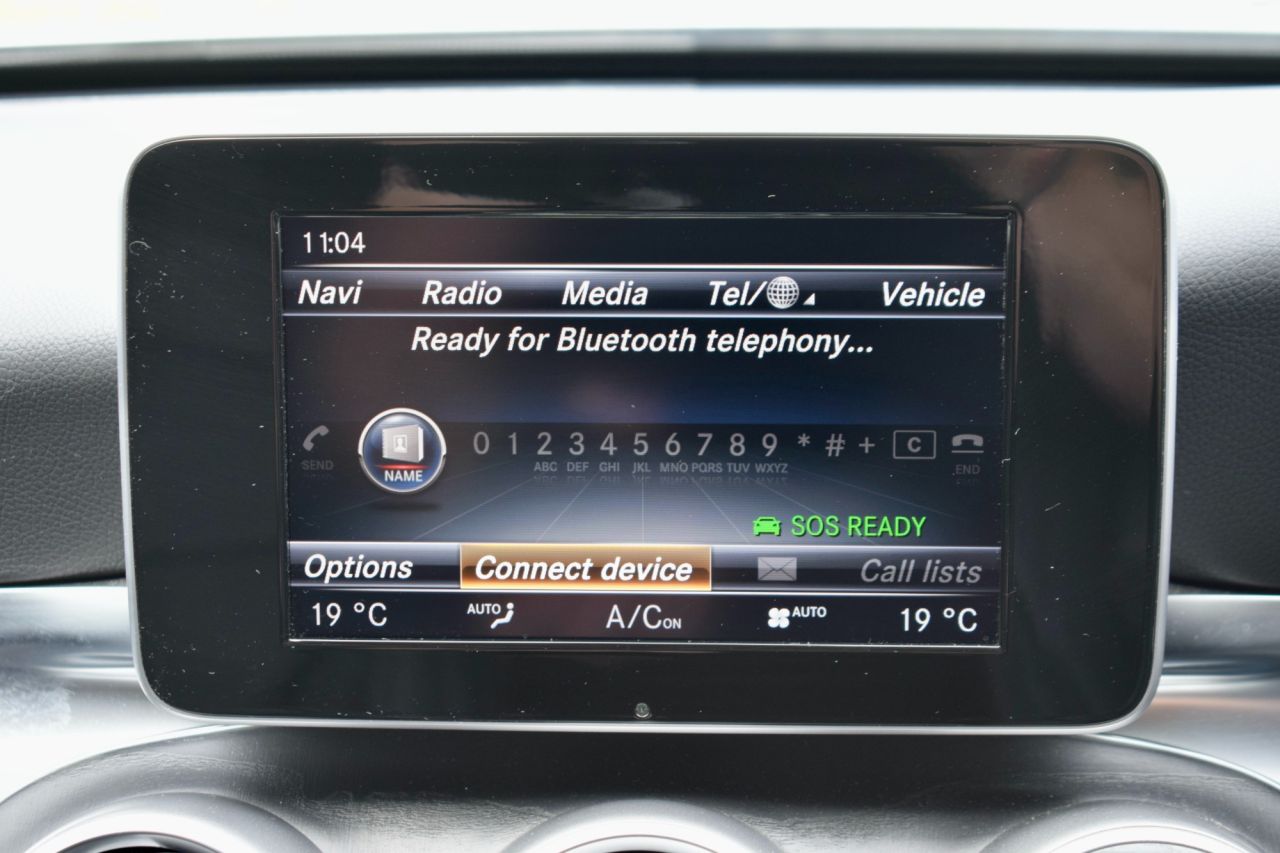 11:04
Navi Radio Media Tel/ Vehicle
Ready for Bluetooth telephony...
SEND NAME 0 1 2 3 4 5 6 7 8 9 * # + C END
ABC DEF GHI JKL MNO PQRS TUV WXYZ
SOS READY
Options Connect device Call lists
19 °C AUTO A/C ON AUTO 19 °C